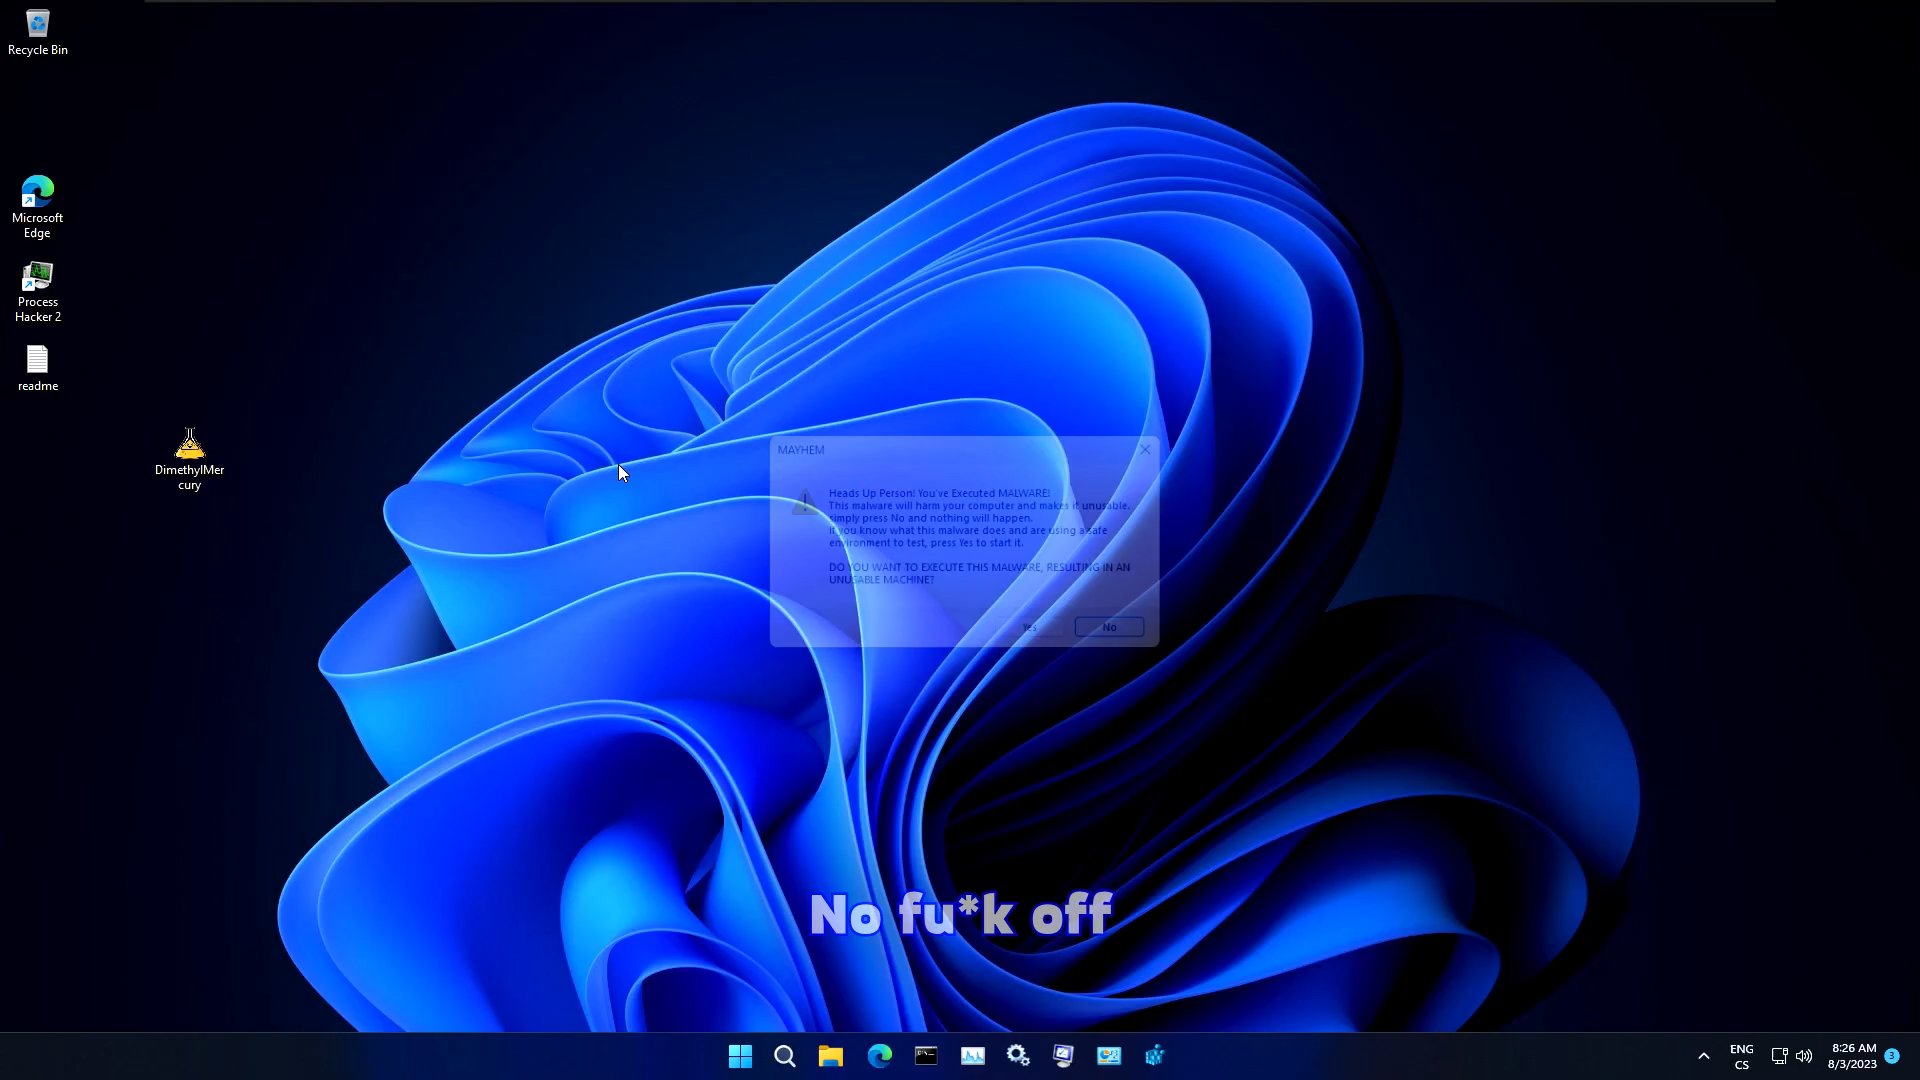 Recycle Bin
Microsoft
Edge
Process
Hacker 2
readme
DimethylMer
cury
MAYHEM
Heads Up Person! You've Executed MALWARE!
This malware will harm your computer and makes it unusable.
simply press No and nothing will happen.
if you know what this malware does and are using a safe
environment to test, press Yes to start it.
DO YOU WANT TO EXECUTE THIS MALWARE, RESULTING IN AN
UNUSABLE MACHINE?
Yes
No
No fu*k off
ENG
CS
8:26 AM
8/3/2023
3